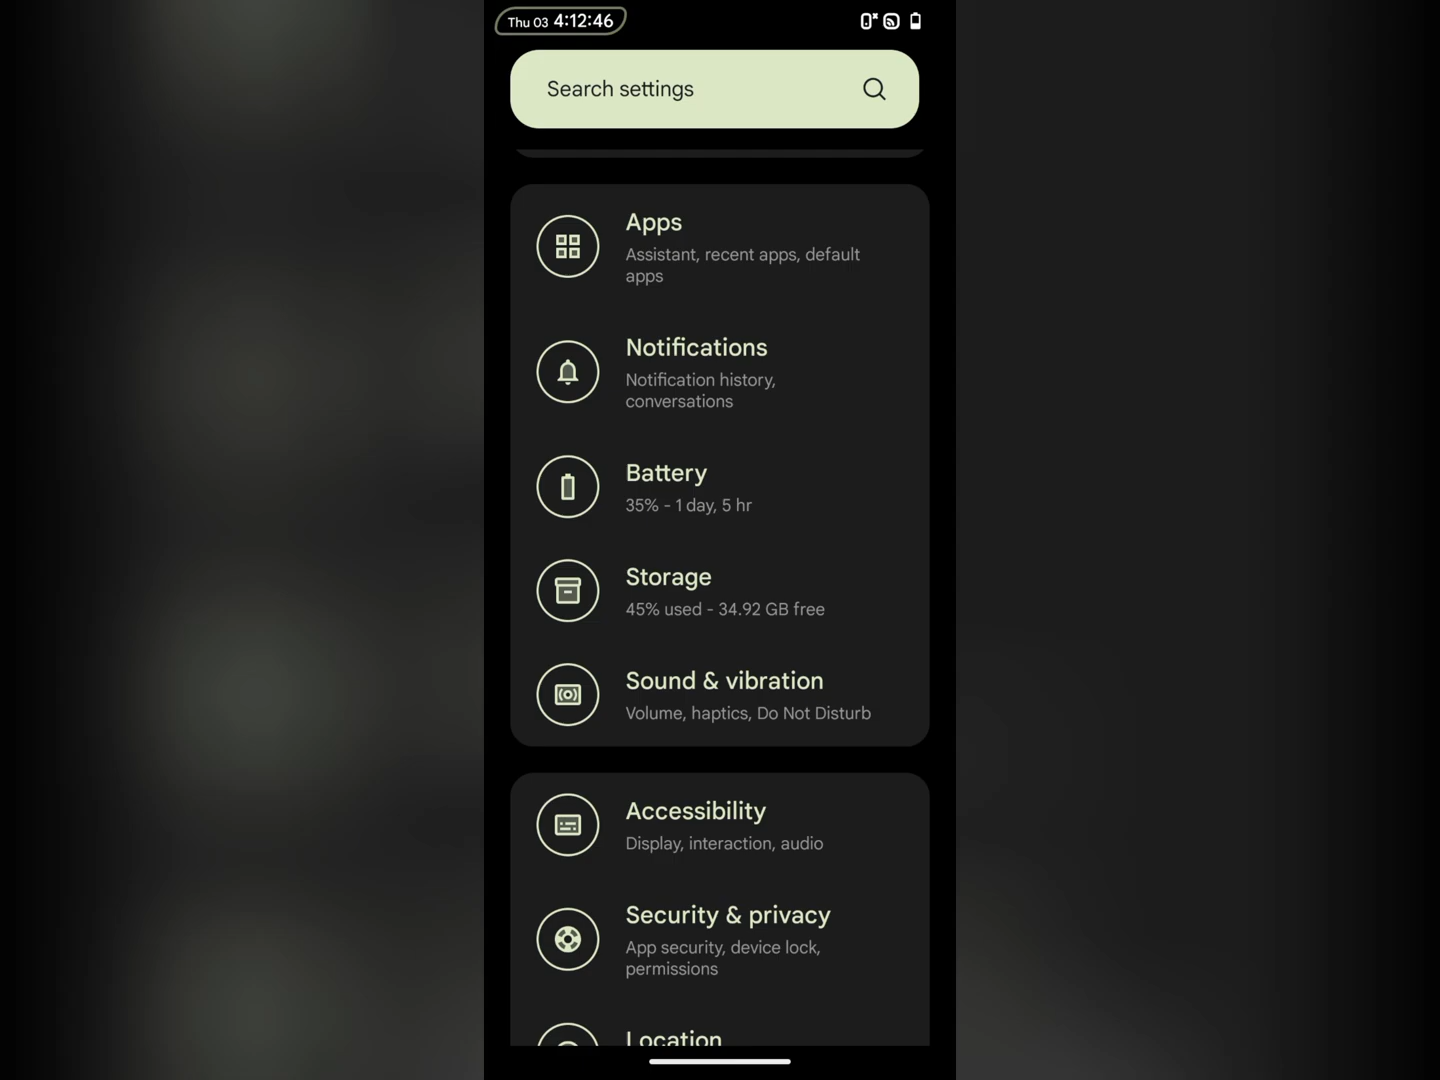 Thu 03 4:12:46
Search settings
Apps
Assistant, recent apps, default
apps
Notifications
Notification history,
conversations
Battery
35% - 1 day, 5 hr
Storage
45% used - 34.92 GB free
Sound & vibration
Volume, haptics, Do Not Disturb
Accessibility
Display, interaction, audio
Security & privacy
App security, device lock,
permissions
Location